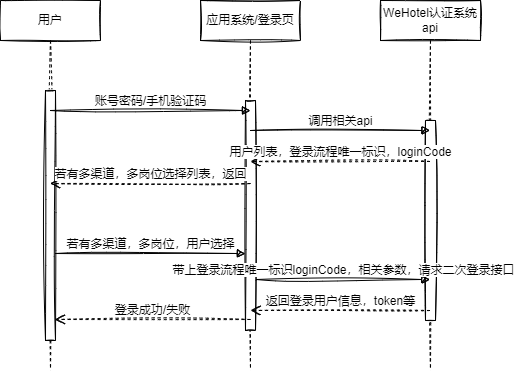 用户
应用系统/登录页
WeHotel认证系统
api
账号密码/手机验证码
调用相关api
用户列表，登录流程唯一标识，loginCode
若有多渠道，多岗位选择列表，返回
若有多渠道，多岗位，用户选择
带上登录流程唯一标识loginCode，相关参数，请求二次登录接口
返回登录用户信息，token等
登录成功/失败